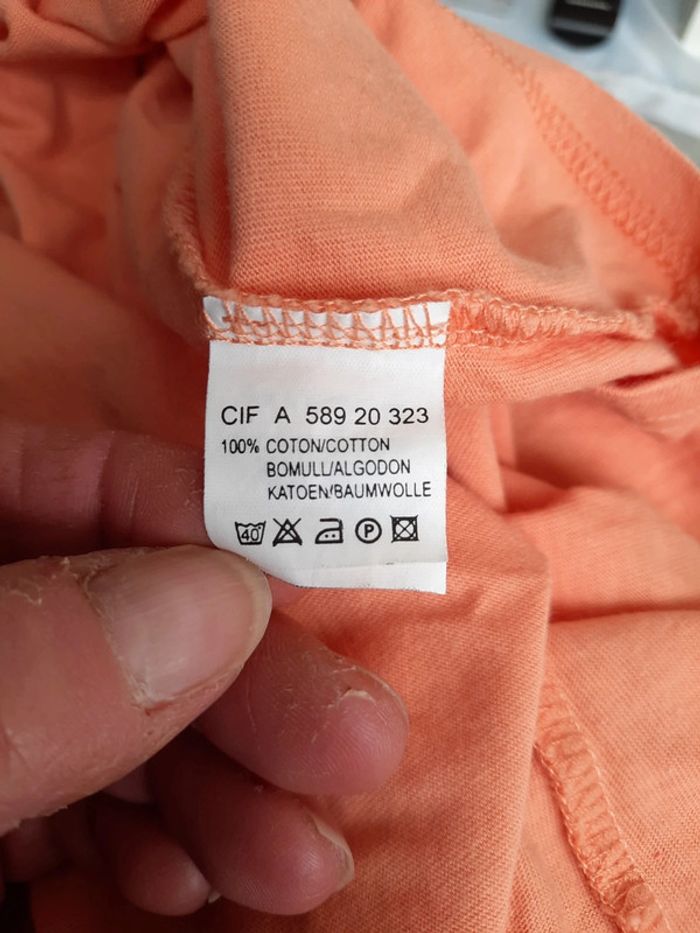 CIF A 589 20 323
100% COTON/COTTON
BOMULL/ALGODON
KATOEN/BAUMWOLLE
40 P